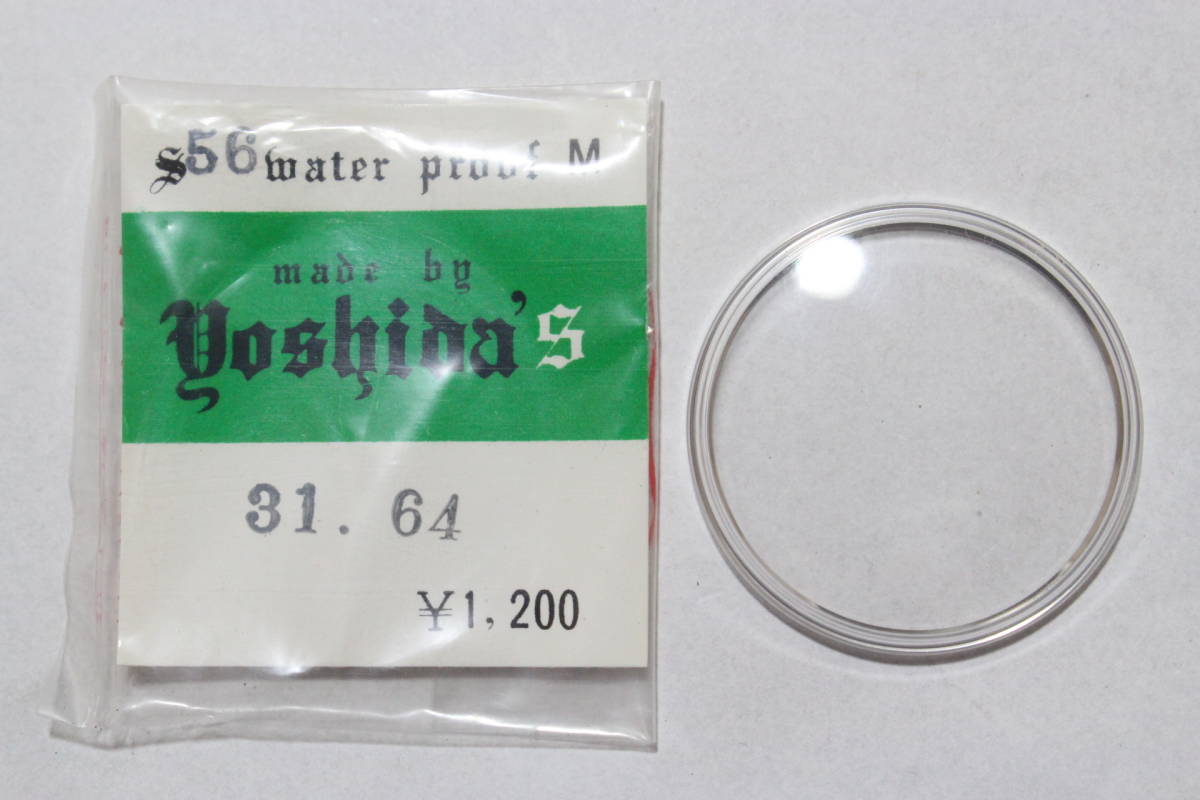 S56 water proof M
made by
Yoshida's
31. 64
¥1,200